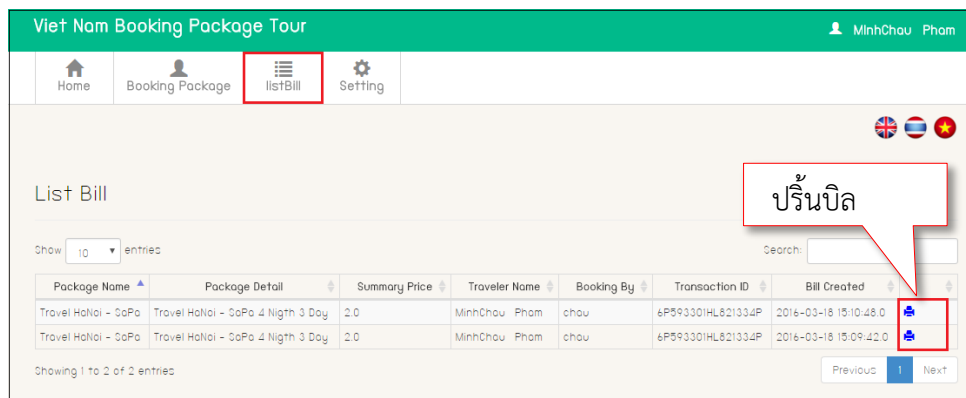 Viet Nam Booking Package Tour
MinhChau Pham
Home
Booking Package
listBill
Setting
ปริ้นบิล
List Bill
Show 10 entries
Search:
Package Name Package Detail Summary Price Traveler Name Booking By Transaction ID Bill Created
Travel HaNoi - SaPa Travel HaNoi - SaPa 4 Nigth 3 Day 2.0 MinhChau Pham chau 6P593301HL821334P 2016-03-18 15:10:48.0
Travel HaNoi - SaPa Travel HaNoi - SaPa 4 Nigth 3 Day 2.0 MinhChau Pham chau 6P593301HL821334P 2016-03-18 15:09:42.0
Showing 1 to 2 of 2 entries
Previous 1 Next